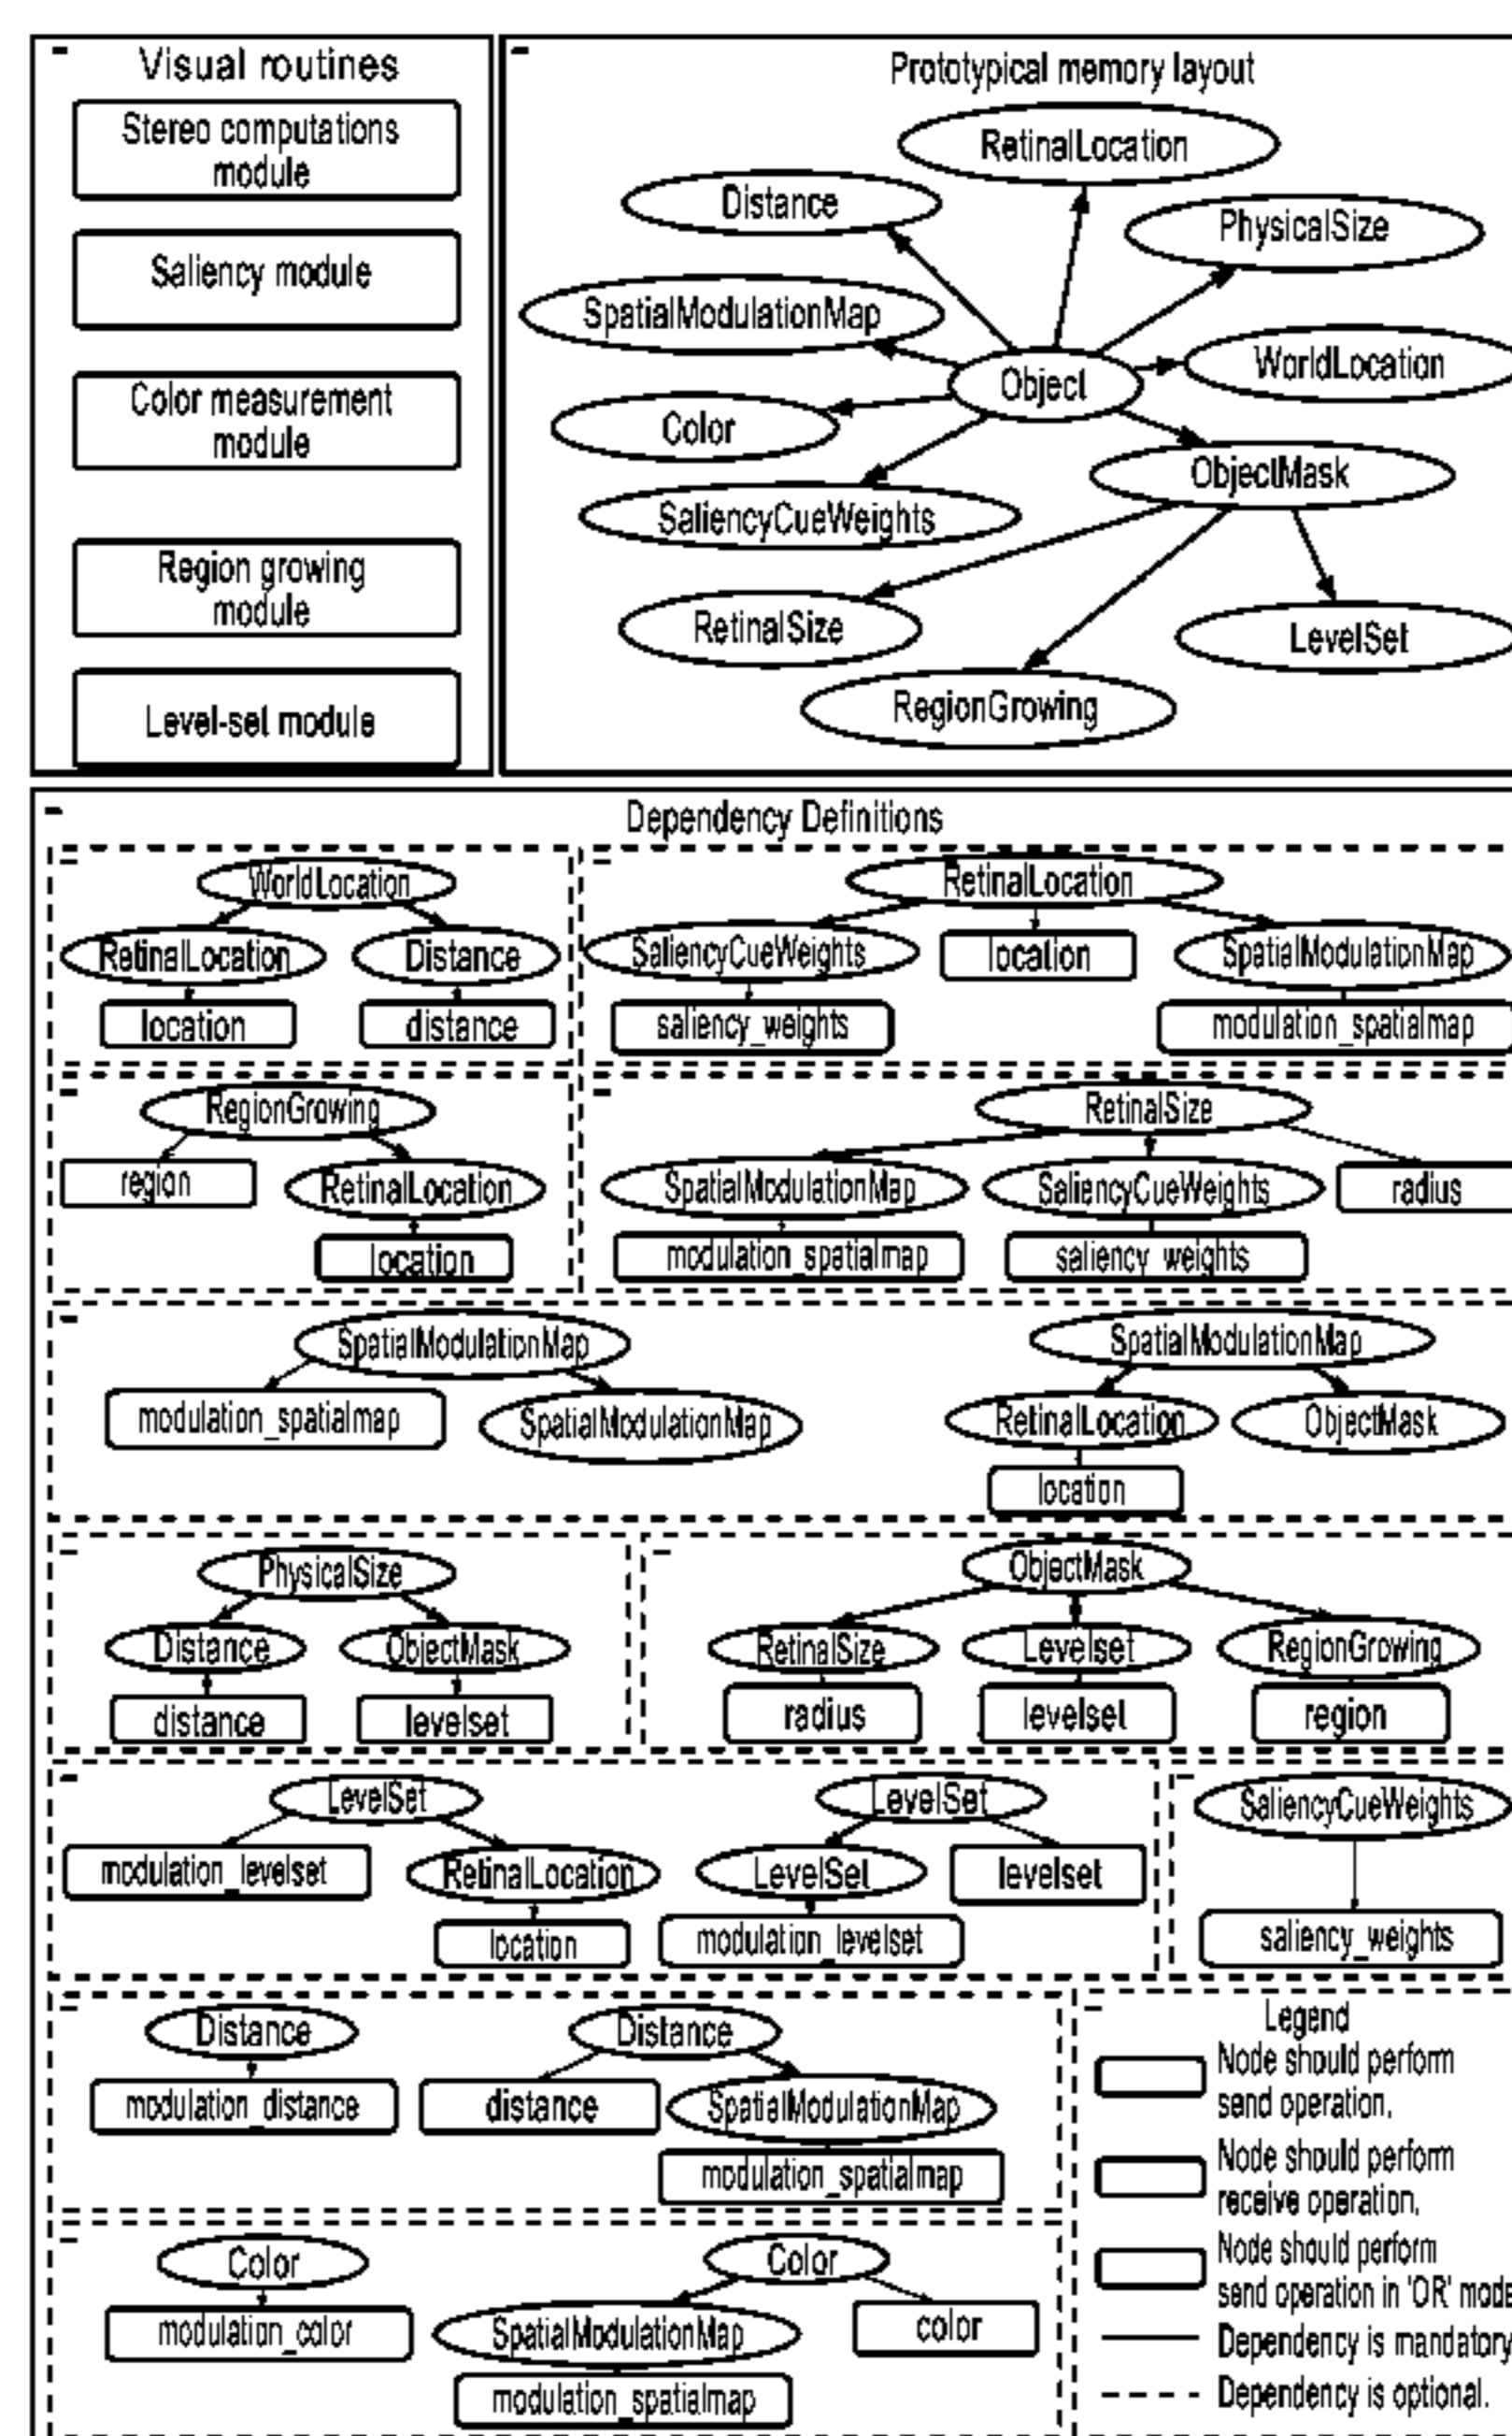 Visual routines
Stereo computations
module
Saliency module
Color measurement
module
Region growing
module
Level-set module
Prototypical memory layout
RetinalLocation
Distance
PhysicalSize
SpatialModulationMap
WorldLocation
Object
Color
ObjectMask
SaliencyCueWeights
RetinalSize
LevelSet
RegionGrowing
Dependency Definitions
WorldLocation
RetinalLocation
Distance
location
distance
RetinalLocation
SaliencyCueWeights
location
SpatialModulationMap
saliency_weights
modulation_spatialmap
RegionGrowing
region
RetinalLocation
location
RetinalSize
SpatialModulationMap
SaliencyCueWeights
radius
modulation_spatialmap
saliency_weights
SpatialModulationMap
modulation_spatialmap
SpatialModulationMap
SpatialModulationMap
RetinalLocation
ObjectMask
location
PhysicalSize
Distance
ObjectMask
distance
levelset
ObjectMask
RetinalSize
Levelset
RegionGrowing
radius
levelset
region
LevelSet
modulation_levelset
RetinalLocation
location
LevelSet
LevelSet
levelset
modulation_levelset
SaliencyCueWeights
saliency_weights
Distance
modulation_distance
Distance
distance
SpatialModulationMap
modulation_spatialmap
Color
modulation_color
Color
SpatialModulationMap
color
modulation_spatialmap
Legend
Node should perform
send operation.
Node should perform
receive operation.
Node should perform
send operation in 'OR' mode
Dependency is mandatory
Dependency is optional.